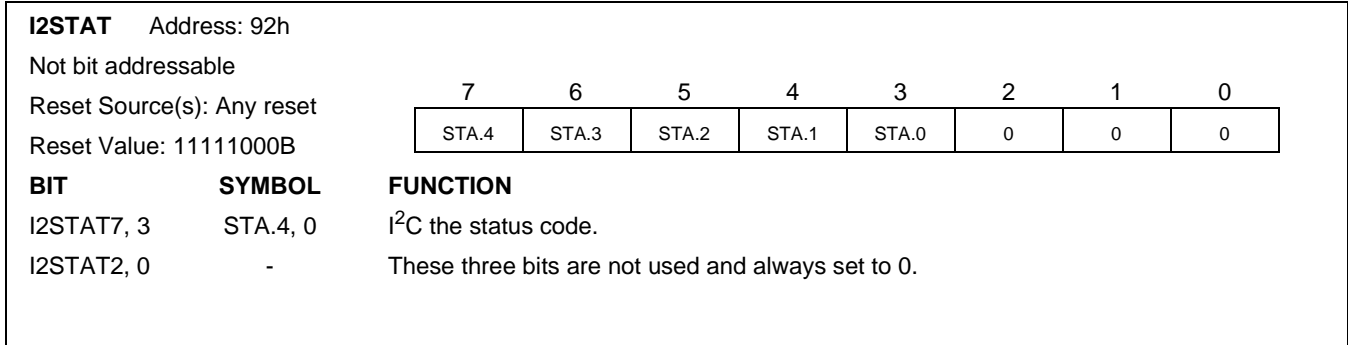 I2STAT Address: 92h
Not bit addressable
Reset Source(s): Any reset
Reset Value: 11111000B
7 6 5 4 3 2 1 0
STA.4 STA.3 STA.2 STA.1 STA.0 0 0 0
BIT SYMBOL FUNCTION
I2STAT7, 3 STA.4, 0 I2C the status code.
I2STAT2, 0 - These three bits are not used and always set to 0.